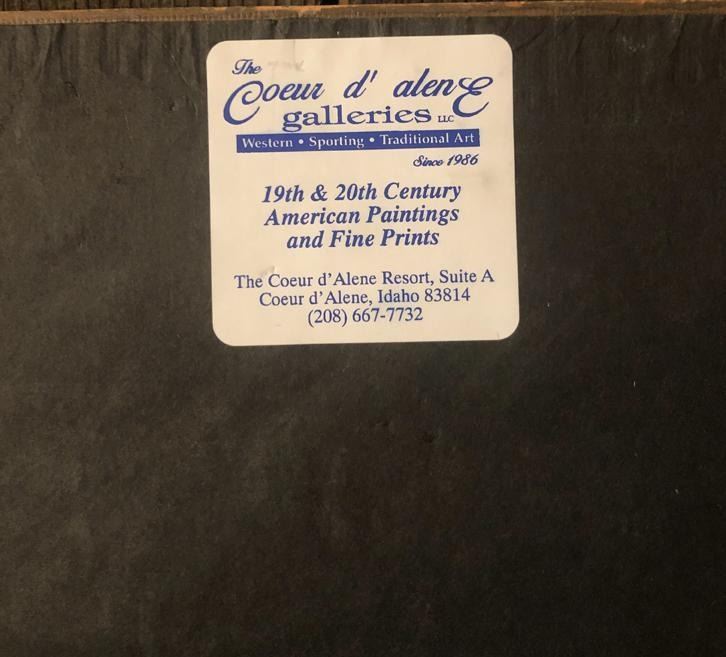 The
Coeur d' alenE
galleries LLC
Western • Sporting • Traditional Art
Since 1986
19th & 20th Century
American Paintings
and Fine Prints
The Coeur d'Alene Resort, Suite A
Coeur d'Alene, Idaho 83814
(208) 667-7732